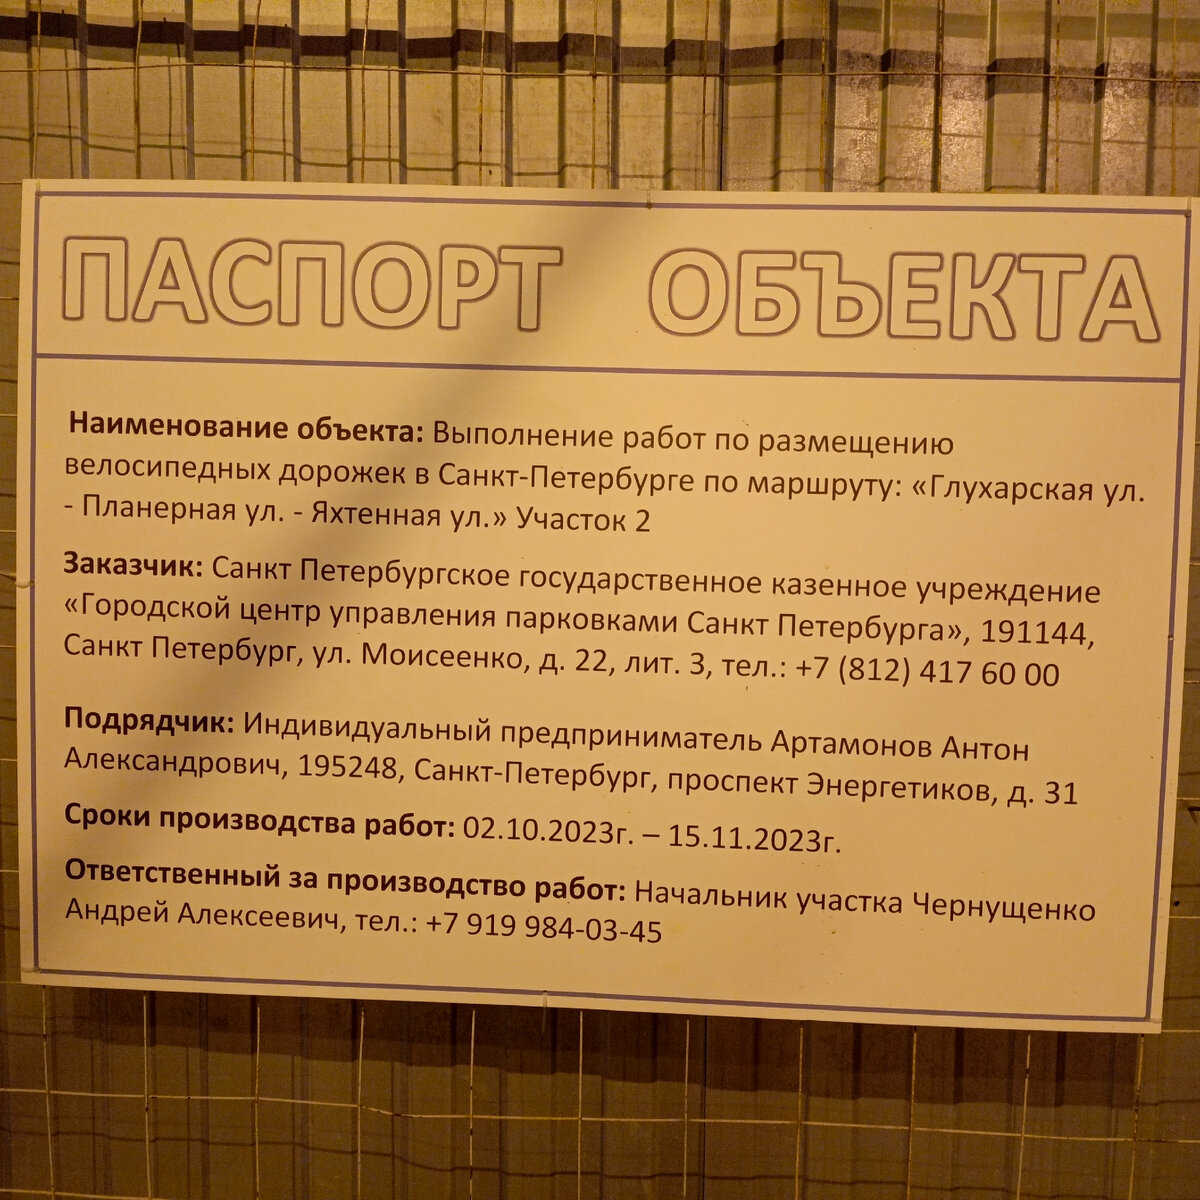 ПАСПОРТ ОБЪЕКТА
Наименование объекта: Выполнение работ по размещению
велосипедных дорожек в Санкт-Петербурге по маршруту: «Глухарская ул.
- Планерная ул. - Яхтенная ул.» Участок 2
Заказчик: Санкт Петербургское государственное казенное учреждение
«Городской центр управления парковками Санкт Петербурга», 191144,
Санкт Петербург, ул. Моисеенко, д. 22, лит. З, тел.: +7 (812) 417 60 00
Подрядчик: Индивидуальный предприниматель Артамонов Антон
Александрович, 195248, Санкт-Петербург, проспект Энергетиков, д. 31
Сроки производства работ: 02.10.2023г. – 15.11.2023г.
Ответственный за производство работ: Начальник участка Чернущенко
Андрей Алексеевич, тел.: +7 919 984-03-45